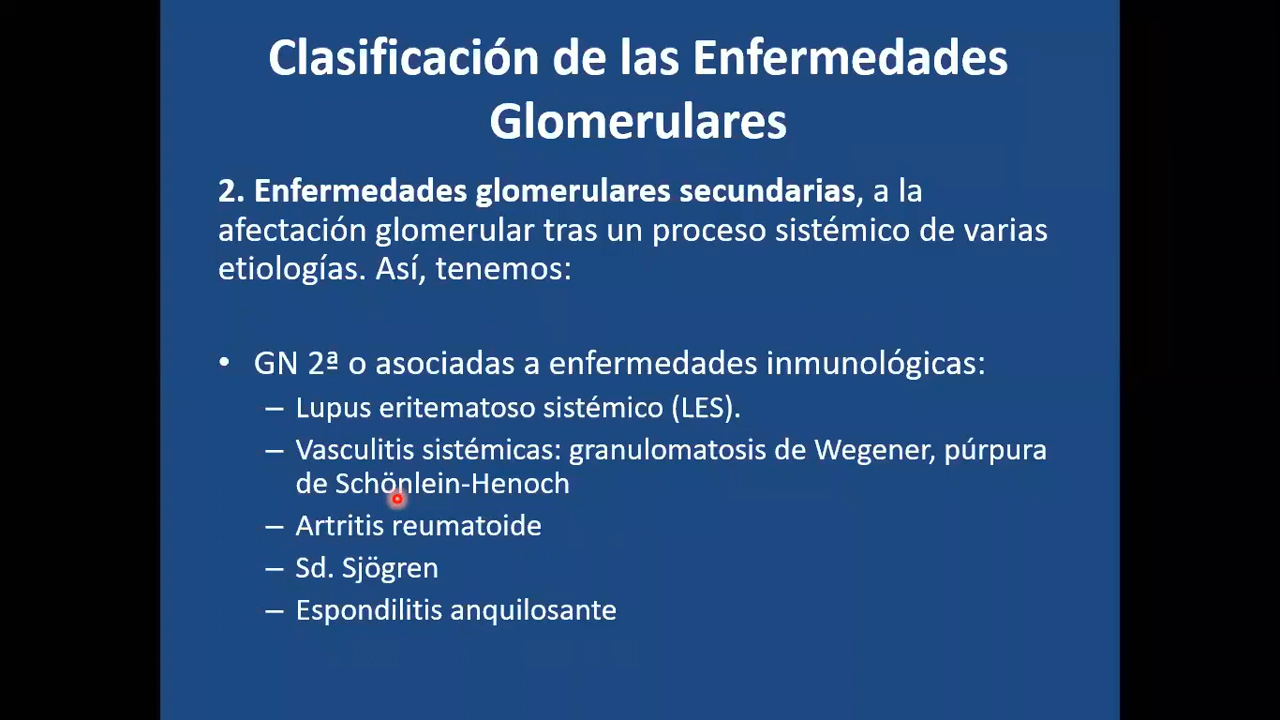 Clasificación de las Enfermedades
Glomerulares
2. Enfermedades glomerulares secundarias, a la
afectación glomerular tras un proceso sistémico de varias
etiologías. Así, tenemos:
• GN 2ª o asociadas a enfermedades inmunológicas:
– Lupus eritematoso sistémico (LES).
– Vasculitis sistémicas: granulomatosis de Wegener, púrpura
de Schönlein-Henoch
– Artritis reumatoide
– Sd. Sjögren
– Espondilitis anquilosante